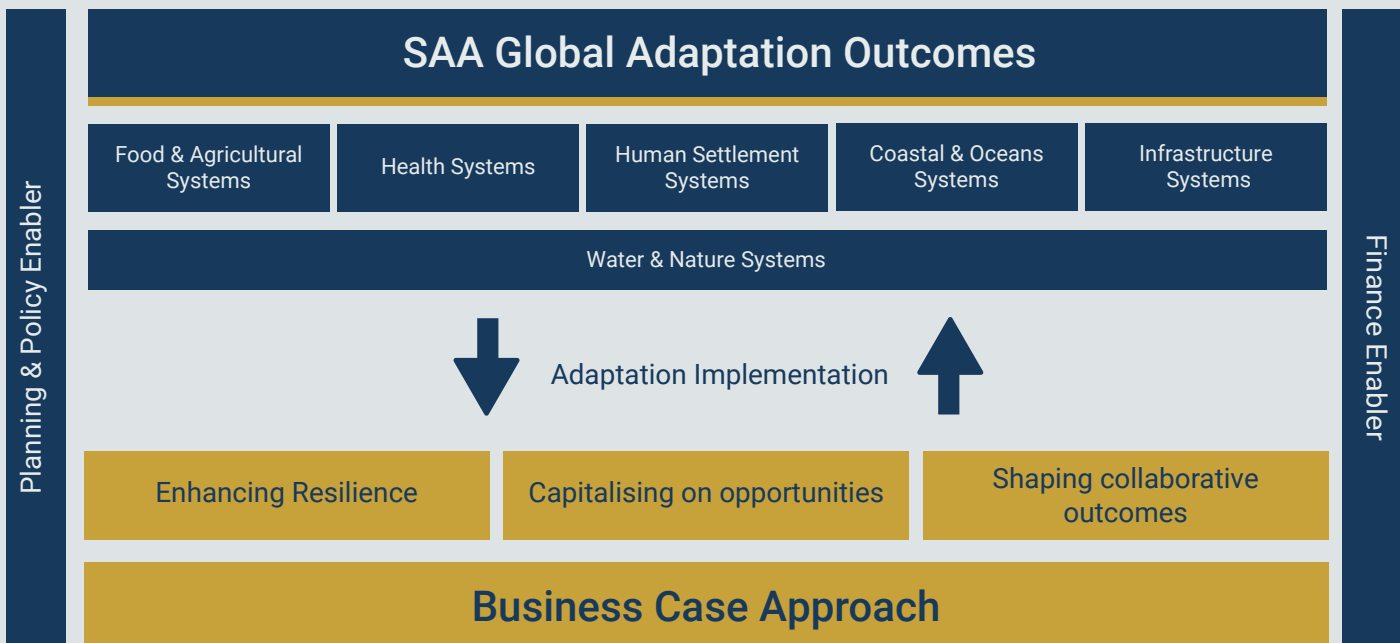 SAA Global Adaptation Outcomes
Planning & Policy Enabler
Food & Agricultural
Systems
Health Systems
Human Settlement
Systems
Coastal & Oceans
Systems
Infrastructure
Systems
Water & Nature Systems
Finance Enabler
Adaptation Implementation
Enhancing Resilience
Capitalising on opportunities
Shaping collaborative
outcomes
Business Case Approach